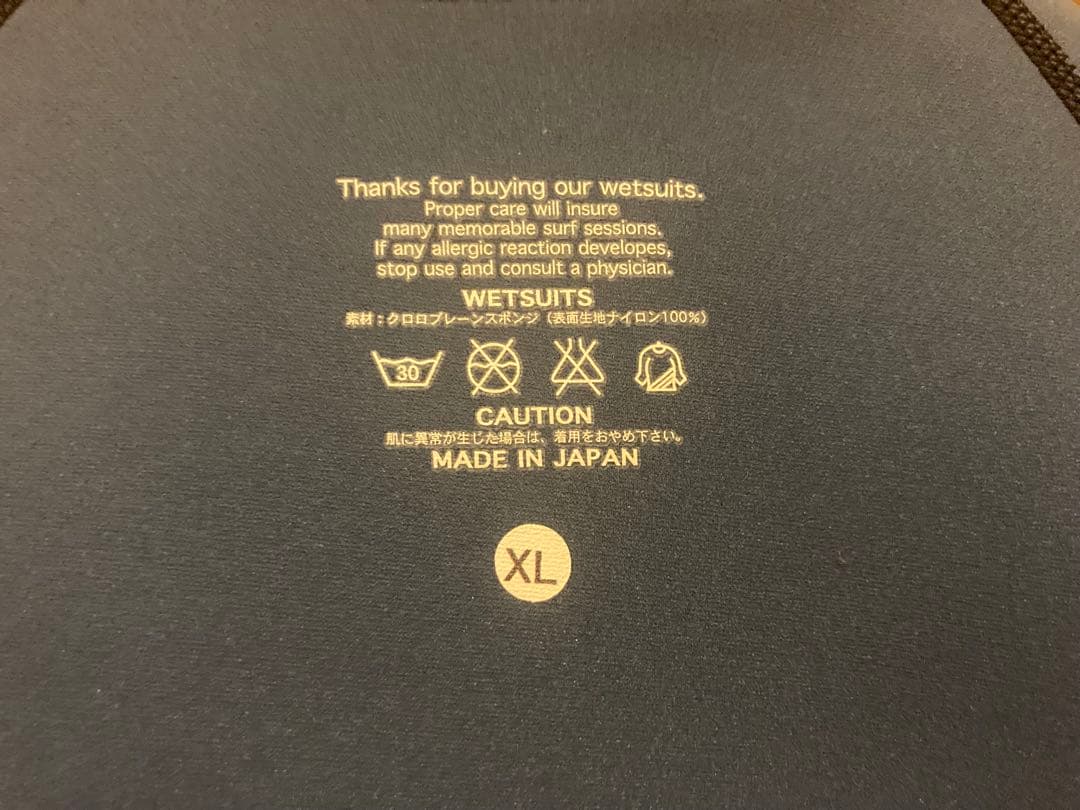 Thanks for buying our wetsuits.
Proper care will insure
many memorable surf sessions.
If any allergic reaction developes,
stop use and consult a physician.
WETSUITS
素材：クロロプレーンスポンジ（表面生地ナイロン100%）
30
CAUTION
肌に異常が生じた場合は、着用をおやめ下さい。
MADE IN JAPAN
XL